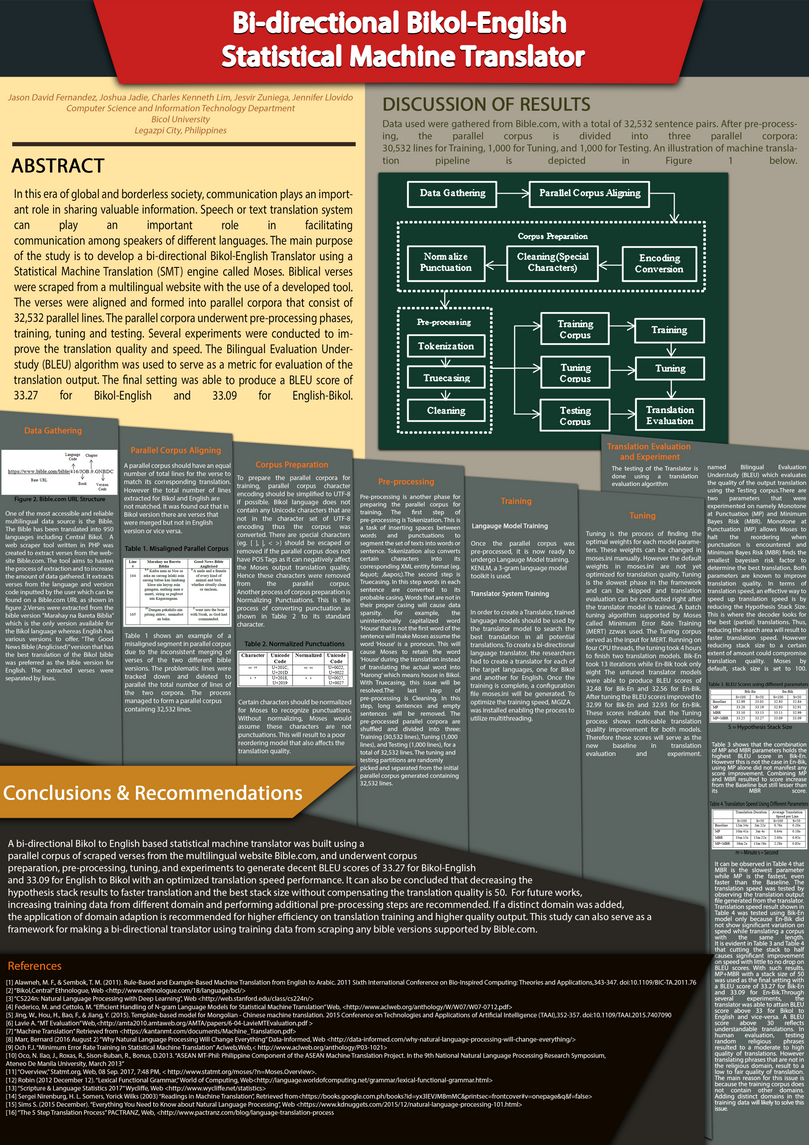 Bi-directional Bikol-English
Statistical Machine Translator
Jason David Fernandez, Joshua Jadie, Charles Kenneth Lim, Jesvir Zuniega, Jennifer Llovido
Computer Science and Information Technology Department
Bicol University
Legazpi City, Philippines
ABSTRACT
In this era of global and borderless society, communication plays an import-
ant role in sharing valuable information. Speech or text translation system
can play an important role in facilitating
communication among speakers of different languages. The main purpose
of the study is to develop a bi-directional Bikol-English Translator using a
Statistical Machine Translation (SMT) engine called Moses. Biblical verses
were scraped from a multilingual website with the use of a developed tool.
The verses were aligned and formed into parallel corpora that consist of
32,532 parallel lines. The parallel corpora underwent pre-processing phases,
training, tuning and testing. Several experiments were conducted to im-
prove the translation quality and speed. The Bilingual Evaluation Under-
study (BLEU) algorithm was used to serve as a metric for evaluation of the
translation output. The final setting was able to produce a BLEU score of
33.27 for Bikol-English and 33.09 for English-Bikol.
DISCUSSION OF RESULTS
Data used were gathered from Bible.com, with a total of 32,532 sentence pairs. After pre-process-
ing, the parallel corpus is divided into three parallel corpora:
30,532 lines for Training, 1,000 for Tuning, and 1,000 for Testing. An illustration of machine transla-
tion pipeline is depicted in Figure 1 below.
Data Gathering
Parallel Corpus Aligning
Corpus Preparation
Normalize
Punctuation
Cleaning(Special
Characters)
Encoding
Conversion
Pre-processing
Tokenization
Truecasing
Cleaning
Training
Corpus
Training
Tuning
Corpus
Tuning
Testing
Corpus
Translation
Evaluation
Data Gathering
Language
Code
Chapter
https://www.bible.com/bible/416/JOB.8.GNBDC
Base URL
Book
Version
Code
Figure 2. Bible.com URL Structure
One of the most accessible and reliable
multilingual data source is the Bible.
The Bible has been translated into 950
languages including Central Bikol. A
web scraper tool written in PHP was
created to extract verses from the web-
site Bible.com. The tool aims to hasten
the process of extraction and to increase
the amount of data gathered. It extracts
verses from the language and version
code inputted by the user which can be
found on a Bible.com URL as shown in
figure 2.Verses were extracted from the
bible version "Marahay na Bareta Biblia"
which is the only version available for
the Bikol language whereas English has
various versions to offer. "The Good
News Bible (Anglicised)" version that has
the best translation of the Bikol bible
was preferred as the bible version for
English. The extracted verses were
separated by lines.
Parallel Corpus Aligning
A parallel corpus should have an equal
number of total lines for the verse to
match its corresponding translation.
However the total number of lines
extracted for Bikol and English are
not matched. It was found out that in
Bikol version there are verses that
were merged but not in English
version or vice versa.
Table 1. Misaligned Parallel Corpus
Table 1 shows an example of a
misaligned segment in parallel corpus
due to the inconsistent merging of
verses of the two different bible
versions. The problematic lines were
tracked down and deleted to
parallel the total number of lines of
the two corpora. The process
managed to form a parallel corpus
containing 32,532 lines.
Corpus Preparation
To prepare the parallel corpora for
training, parallel corpus character
encoding should be simplified to UTF-8
if possible. Bikol language does not
contain any Unicode characters that
are not in the character set of UTF-8
encoding thus the corpus was
converted. There are special characters
(eg. [, ], |, < >) should be escaped or
removed if the parallel corpus does not
have POS Tags as it can negatively affect
the Moses output translation quality.
Hence these characters were removed
from the parallel corpus.
Another process of corpus preparation is
Normalizing Punctuations. This is the
process of converting punctuation as
shown in Table 2 to its standard
character.
Table 2. Normalized Punctuations
Character Unicode Code Normalized Unicode Code
Certain characters should be normalized
for Moses to recognize punctuations.
Without normalizing, Moses would
assume these characters are not
punctuations. This will result to a poor
reordering model that also affects the
translation quality.
Pre-processing
Pre-processing is another phase for
preparing the parallel corpus for
training. The first step of
pre-processing is Tokenization. This is
a task of inserting spaces between
words and punctuations to
segment the set of texts into words or
sentence. Tokenization also converts
certain characters into its
corresponding XML entity format (eg.
&quot; &apos;).The second step is
Truecasing. In this step words in each
sentence are converted to its
probable casing. Words that are not in
their proper casing will cause data
sparsity. For example, the
unintentionally capitalized word
'House' that is not the first word of the
sentence will make Moses assume the
word 'House' is a pronoun. This will
cause Moses to retain the word
'House' during the translation instead
of translating the actual word into
'Harong' which means house in Bikol.
With Truecasing, this issue will be
resolved.The last step of
pre-processing is Cleaning. In this
step, long sentences and empty
sentences will be removed. The
pre-processed parallel corpora are
shuffled and divided into three:
Training (30,532 lines), Tuning (1,000
lines), and Testing (1,000 lines), for a
total of 32,532 lines. The tuning and
testing partitions are randomly
picked and separated from the initial
parallel corpus generated containing
32,532 lines.
Training
Langauge Model Training
Once the parallel corpus was
pre-processed, it is now ready to
undergo Language Model training.
KENLM, a 3-gram language model
toolkit is used.
Translator System Training
In order to create a Translator, trained
language models should be used by
the translator model to search the
best translation in all potential
translations. To create a bi-directional
language translator, the researchers
had to create a translator for each of
the target languages, one for Bikol
and another for English. Once the
training is complete, a configuration
file moses.ini will be generated. To
optimize the training speed, MGIZA
was installed enabling the process to
utilize multithreading.
Translation Evaluation
and Experiment
The testing of the Translator is
done using a translation
evaluation algorithm
Tuning
Tuning is the process of finding the
optimal weights for each model parame-
ters. These weights can be changed in
moses.ini manually. However the default
weights in moses.ini are not yet
optimized for translation quality. Tuning
is the slowest phase in the framework
and can be skipped and translation
evaluation can be conducted right after
the translator model is trained. A batch
tuning algorithm supported by Moses
called Minimum Error Rate Training
(MERT) zzwas used. The Tuning corpus
served as the input for MERT. Running on
four CPU threads, the tuning took 4 hours
to finish two translation models. Bik-En
took 13 iterations while En-Bik took only
eight The untuned translator models
were able to produce BLEU scores of
32.48 for Bik-En and 32.56 for En-Bik.
After tuning the BLEU scores improved to
32.99 for Bik-En and 32.93 for En-Bik.
These scores indicate that the Tuning
process shows noticeable translation
quality improvement for both models.
Therefore these scores will serve as the
new baseline in translation
evaluation and experiment.
named Bilingual Evaluation
Understudy (BLEU) which evaluates
the quality of the output translation
using the Testing corpus.There are
two parameters that were
experimented on namely Monotone
at Punctuation (MP) and Minimum
Bayes Risk (MBR). Monotone at
Punctuation (MP) allows Moses to
halt the reordering when
punctuation is encountered and
Minimum Bayes Risk (MBR) finds the
smallest bayesian risk factor to
determine the best translation. Both
parameters are known to improve
translation quality. In terms of
translation speed, an effective way to
speed up translation speed is by
reducing the Hypothesis Stack Size.
This is where the decoder looks for
the best (partial) translations. Thus,
reducing the search area will result to
faster translation speed. However
reducing stack size to a certain
extent of amount could compromise
translation quality. Moses by
default, stack size is set to 100.
Table 3. BLEU Scores using different parameters
S = Hypothesis Stack Size
Table 3 shows that the combination
of MP and MBR parameters holds the
highest BLEU score in Bik-En.
However this is not the case in En-Bik,
using MP alone did not manifest any
score improvement. Combining MP
and MBR resulted to score increase
from the Baseline but still lesser than
its MBR score.
Table 4. Translation Speed Using Different Parameters
m = Minute s = Second
It can be observed in Table 4 that
MBR is the slowest parameter
while MP is the fastest, even
faster than the Baseline. The
translation speed was tested by
observing the translation output
file generated from the translator.
Translation speed result shown in
Table 4 was tested using Bik-En
model only because En-Bik did
not show significant variation on
speed while translating a corpus
with the same length.
It is evident in Table 3 and Table 4
that cutting the stack to half
causes significant improvement
on speed with little to no drop on
BLEU scores. With such results,
MP+MBR with a stack size of 50
was used as the final setting with
a BLEU score of 33.27 for Bik-En
and 33.09 for En-Bik.Through
several experiments, the
translator was able to attain BLEU
score above 33 for Bikol to
English and vice-versa. A BLEU
score above 30 reflects
understandable translations. In
human evaluation, testing
random religious phrases
resulted to a moderate to high
quality of translations. However
translating phrases that are not in
the religious domain, result to a
low to fair quality of translation.
The main reason for this issue is
because the training corpus does
not contain other domains.
Adding distinct domains in the
training data will likely to solve this
issue.
Conclusions & Recommendations
A bi-directional Bikol to English based statistical machine translator was built using a
parallel corpus of scraped verses from the multilingual website Bible.com, and underwent corpus
preparation, pre-processing, tuning, and experiments to generate decent BLEU scores of 33.27 for Bikol-English
and 33.09 for English to Bikol with an optimized translation speed performance. It can also be concluded that decreasing the
hypothesis stack results to faster translation and the best stack size without compensating the translation quality is 50. For future works,
increasing training data from different domain and performing additional pre-processing steps are recommended. If a distinct domain was added,
the application of domain adaption is recommended for higher efficiency on translation training and higher quality output. This study can also serve as a
framework for making a bi-directional translator using training data from scraping any bible versions supported by Bible.com.
References
[1] Alawneh, M. F., & Sembok, T. M. (2011). Rule-Based and Example-Based Machine Translation from English to Arabic. 2011 Sixth International Conference on Bio-Inspired Computing: Theories and Applications,343-347. doi:10.1109/BIC-TA.2011.76
[2] "Bikol,Central" Ethnologue, Web <http://www.ethnologue.com/18/language/bcl/>
[3] "CS224n: Natural Language Processing with Deep Learning", Web <http://web.stanford.edu/class/cs224n/>
[4] Federico, M. and Cettolo, M. "Efficient Handling of N-gram Language Models for Statistical Machine Translation" Web, <http://www.aclweb.org/anthology/W/W07/W07-0712.pdf>
[5] Jing, W., Hou, H., Bao, F., & Jiang, Y. (2015). Template-based model for Mongolian - Chinese machine translation. 2015 Conference on Technologies and Applications of Artificial Intelligence (TAAI),352-357. doi:10.1109/TAAI.2015.7407090
[6] Lavie A. "MT Evaluation" Web, <http://amta2010.amtaweb.org/AMTA/papers/6-04-LavieMTEvaluation.pdf >
[7] "Machine Translation" Retrieved from <https://kantanmt.com/documents/Machine_Translation.pdf>
[8] Marr, Bernard (2016 August 2) "Why Natural Language Processing Will Change Everything" Data-Informed, Web <http://data-informed.com/why-natural-language-processing-will-change-everything/>
[9] Och F.J. "Minimum Error Rate Training in Statistical Machine Translation" Aclweb, < http://www.aclweb.org/anthology/P03-1021>
[10] Oco, N. Ilao, J., Roxas, R., Sison-Buban, R., Bonus, D.2013. "ASEAN MT-Phil: Philippine Component of the ASEAN Machine Translation Project. In the 9th National Natural Language Processing Research Symposium,
Ateneo De Manila University, March 2013"
[11] "Overview," Statmt.org, Web, 08 Sep. 2017, 7:48 PM, < http://www.statmt.org/moses/?n=Moses.Overview>.
[12] Robin (2012 December 12). "Lexical Functional Grammar," World of Computing, Web<http://language.worldofcomputing.net/grammar/lexical-functional-grammar.html>
[13] "Scripture & Language Statistics 2017" Wycliffe, Web <http://www.wycliffe.net/statistics>
[14] Sergei Nirenburg, H. L. Somers, Yorick Wilks (2003) "Readings in Machine Translation", Retrieved from<https://books.google.com.ph/books?id=yx3lEVJMBmMC&printsec=frontcover#v=onepage&q&f=false>
[15] Sims S. (2015 December). "Everything You Need to Know about Natural Language Processing", Web <http://www.kdnuggets.com/2015/12/natural-language-processing-101.html>
[16] "The 5 Step Translation Process" PACTRANZ, Web, <http://www.pactranz.com/blog/language-translation-process